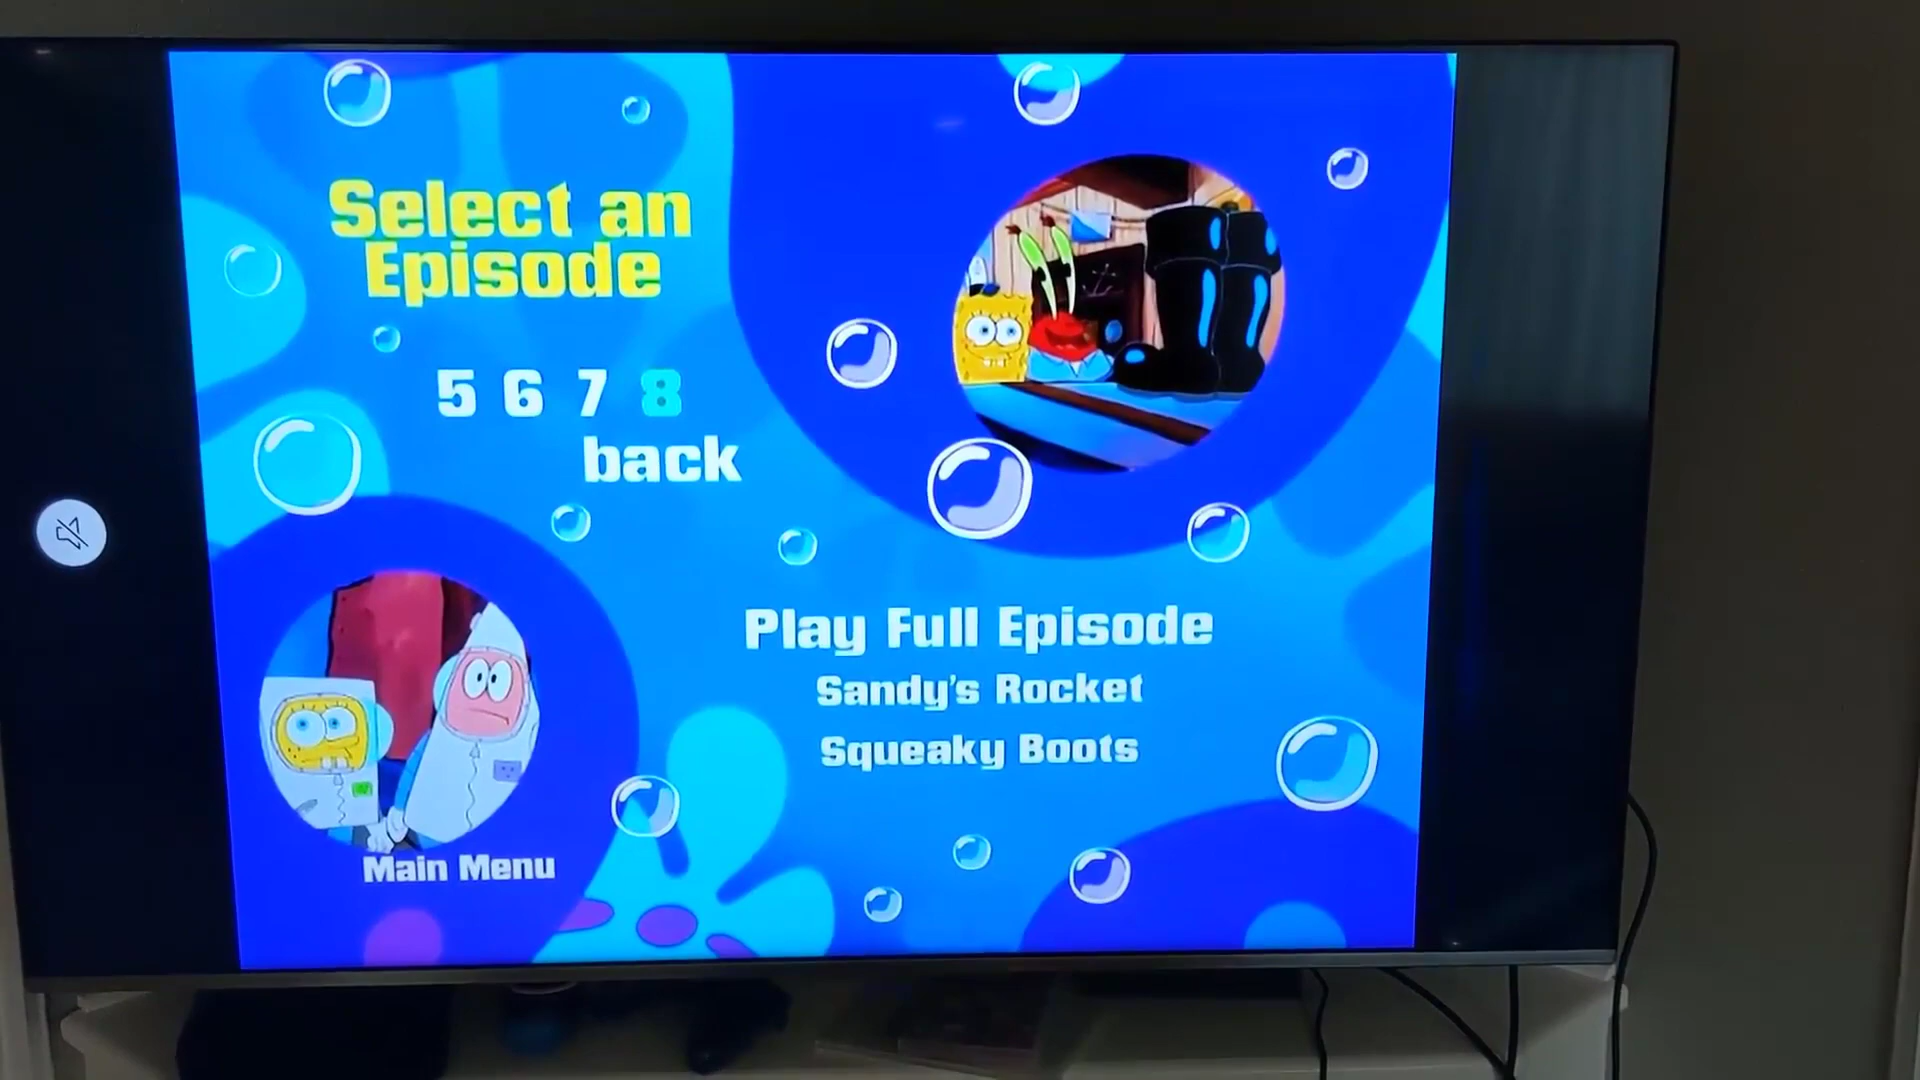 Select an
Episode
5 6 7 8
back
Play Full Episode
Sandy's Rocket
Squeaky Boots
Main Menu